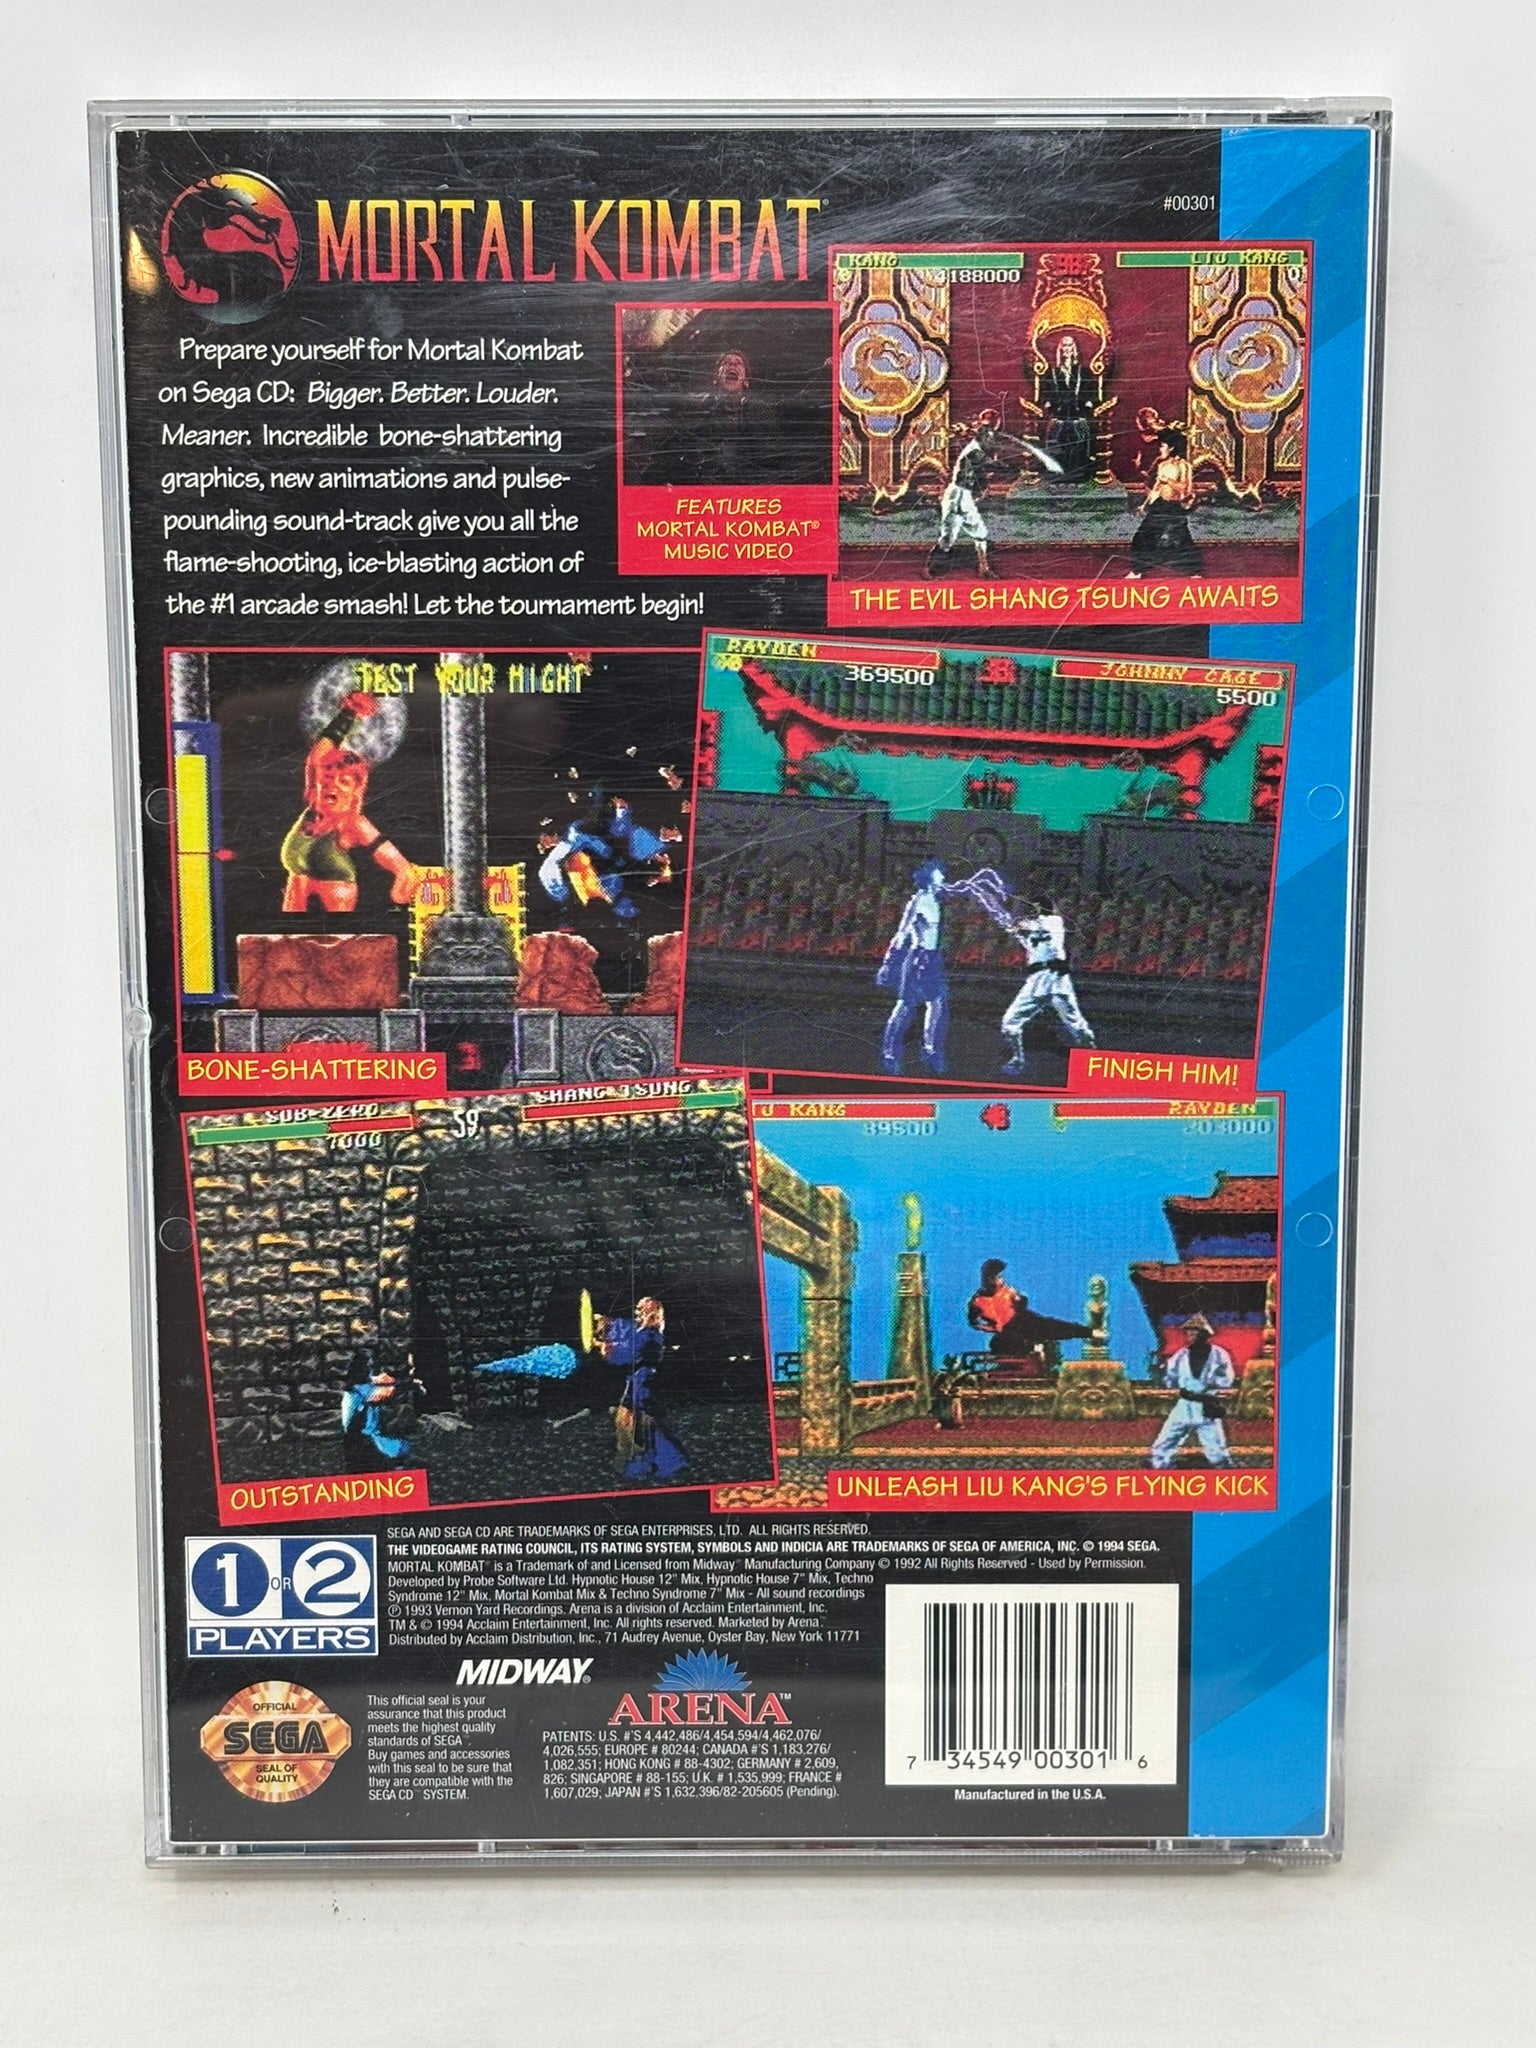 MORTAL KOMBAT®
#00301
Prepare yourself for Mortal Kombat
on Sega CD: Bigger. Better. Louder.
Meaner. Incredible bone-shattering
graphics, new animations and pulse-
pounding sound-track give you all the
flame-shooting, ice-blasting action of
the #1 arcade smash! Let the tournament begin!
FEATURES
MORTAL KOMBAT®
MUSIC VIDEO
KANG
LIU KANG
4188000
0
THE EVIL SHANG TSUNG AWAITS
TEST YOUR MIGHT
BONE-SHATTERING
RAYDEN
JOHNNY CAGE
369500
5500
FINISH HIM!
SUB-ZERO
59
SHANG TSUNG
7000
OUTSTANDING
U KANG
RAYDEN
89500
203000
UNLEASH LIU KANG'S FLYING KICK
1 OR 2
PLAYERS
SEGA AND SEGA CD ARE TRADEMARKS OF SEGA ENTERPRISES, LTD. ALL RIGHTS RESERVED.
THE VIDEOGAME RATING COUNCIL, ITS RATING SYSTEM, SYMBOLS AND INDICIA ARE TRADEMARKS OF SEGA OF AMERICA, INC. © 1994 SEGA.
MORTAL KOMBAT® is a Trademark of and Licensed from Midway® Manufacturing Company © 1992 All Rights Reserved - Used by Permission.
Developed by Probe Software Ltd. Hypnotic House 12" Mix, Hypnotic House 7" Mix, Techno
Syndrome 12" Mix, Mortal Kombat Mix & Techno Syndrome 7" Mix - All sound recordings
℗ 1993 Vernon Yard Recordings. Arena is a division of Acclaim Entertainment, Inc.
TM & © 1994 Acclaim Entertainment, Inc. All rights reserved. Marketed by Arena™
Distributed by Acclaim Distribution, Inc., 71 Audrey Avenue, Oyster Bay, New York 11771
MIDWAY®
ARENA™
OFFICIAL
SEGA™
SEAL OF
QUALITY
This official seal is your
assurance that this product
meets the highest quality
standards of SEGA™.
Buy games and accessories
with this seal to be sure that
they are compatible with the
SEGA CD™ SYSTEM.
PATENTS: U.S. #'S 4,442,486/4,454,594/4,462,076/
4,026,555; EUROPE # 80244; CANADA #'S 1,183,276/
1,082,351; HONG KONG # 88-4302; GERMANY # 2,609,
826; SINGAPORE # 88-155; U.K. # 1,535,999; FRANCE #
1,607,029; JAPAN #'S 1,632,396/82-205605 (Pending).
7 34549 00301 6
Manufactured in the U.S.A.